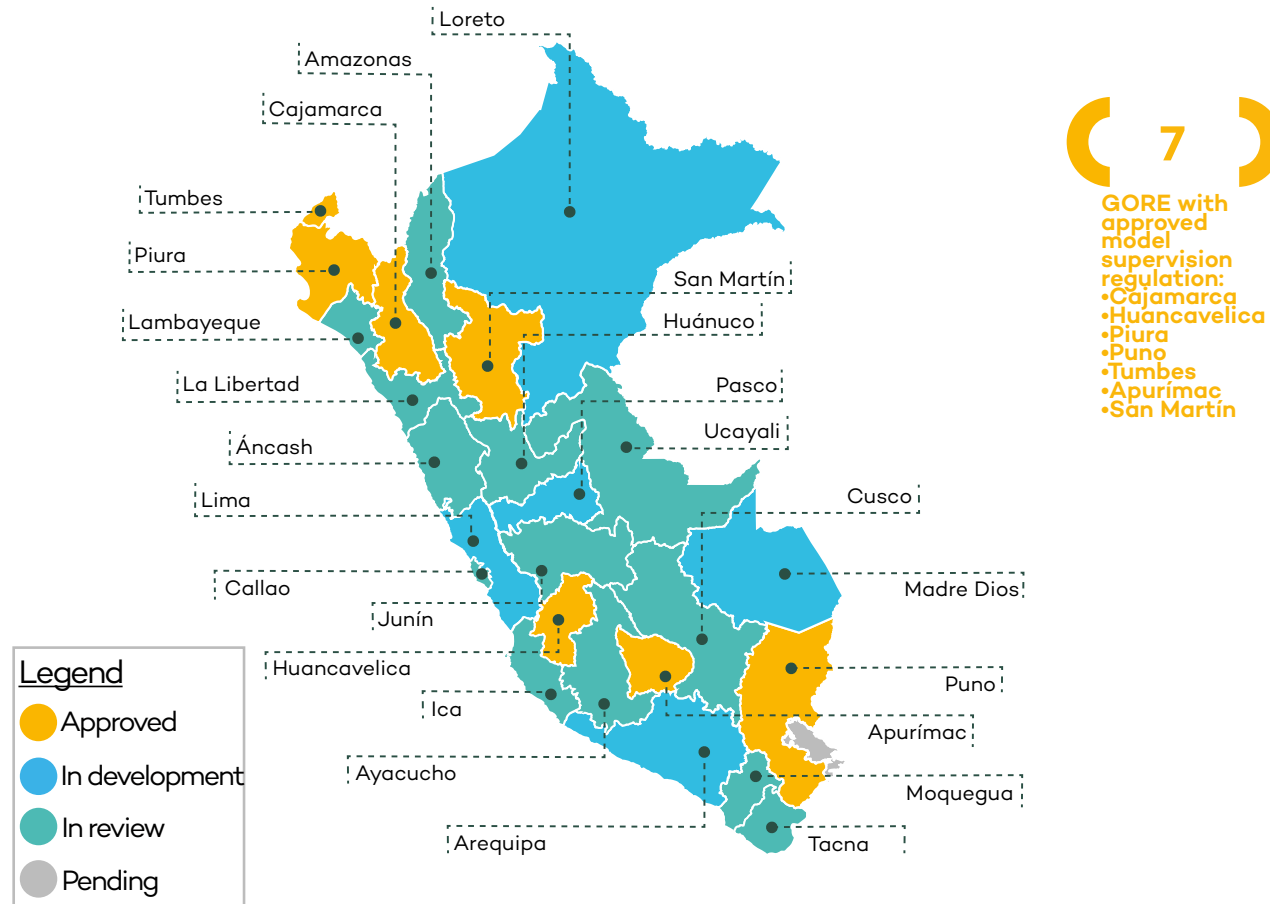 Loreto
Amazonas
Cajamarca
Tumbes
Piura
San Martín
Lambayeque
Huánuco
La Libertad
Pasco
Áncash
Ucayali
Lima
Cusco
Callao
Madre Dios
Junín
Huancavelica
Puno
Ica
Apurímac
Ayacucho
Moquegua
Arequipa
Tacna
Legend
Approved
In development
In review
Pending
7
GORE with
approved
model
supervision
regulation:
•Cajamarca
•Huancavelica
•Piura
•Puno
•Tumbes
•Apurímac
•San Martín